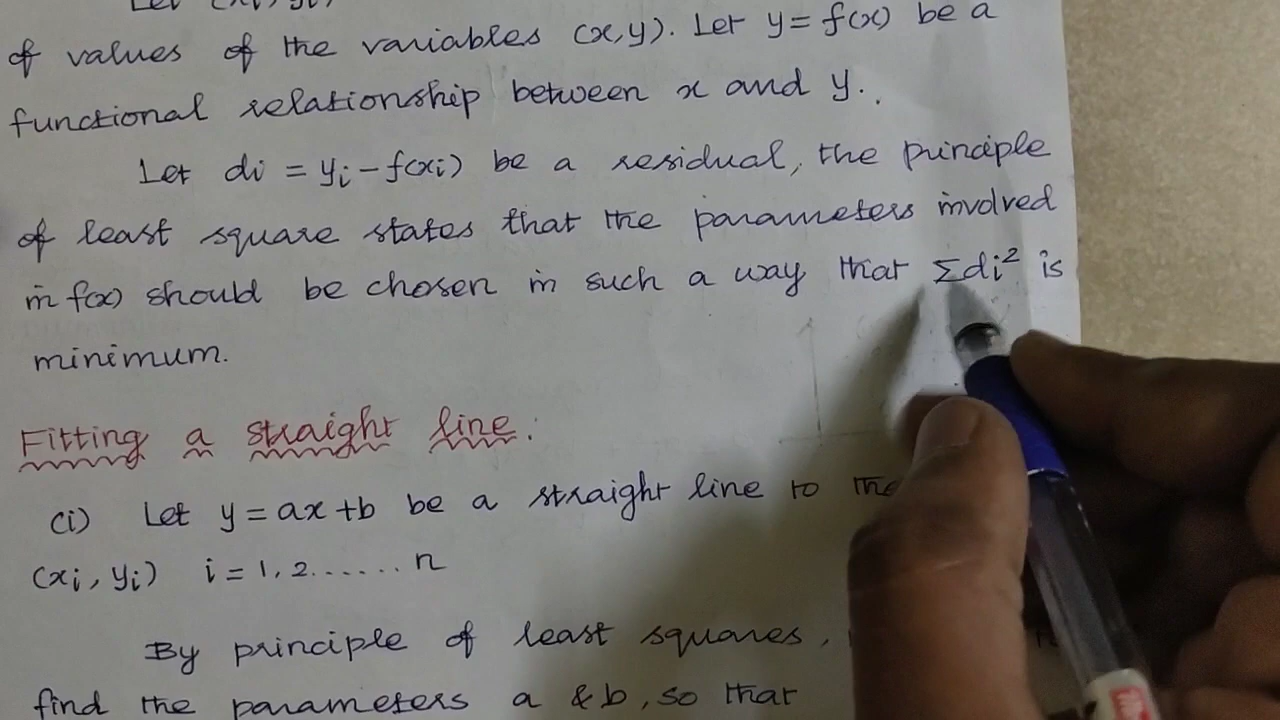 Let (xi, yi)
of values of the variables (x,y). Let y = f(x) be a
functional relationship between x and y.
Let di = yi - f(xi) be a residual, the principle
of least square states that the parameters involved
in f(x) should be chosen in such a way that Σdi² is
minimum.
Fitting a straight line:
(i) Let y = ax + b be a straight line to the
(xi, yi) i = 1, 2...... n
By principle of least squares,
find the parameters a & b, so that